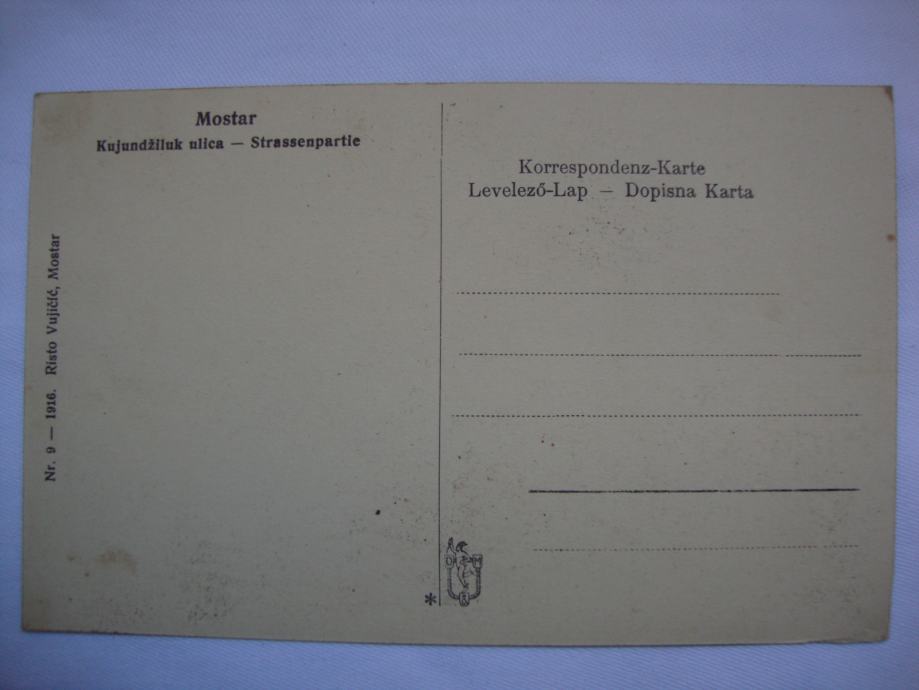 Mostar
Kujundžiluk ulica — Strassenpartie
Nr. 9 — 1916. Risto Vujičić, Mostar
Korrespondenz-Karte
Levelező-Lap — Dopisna Karta
*